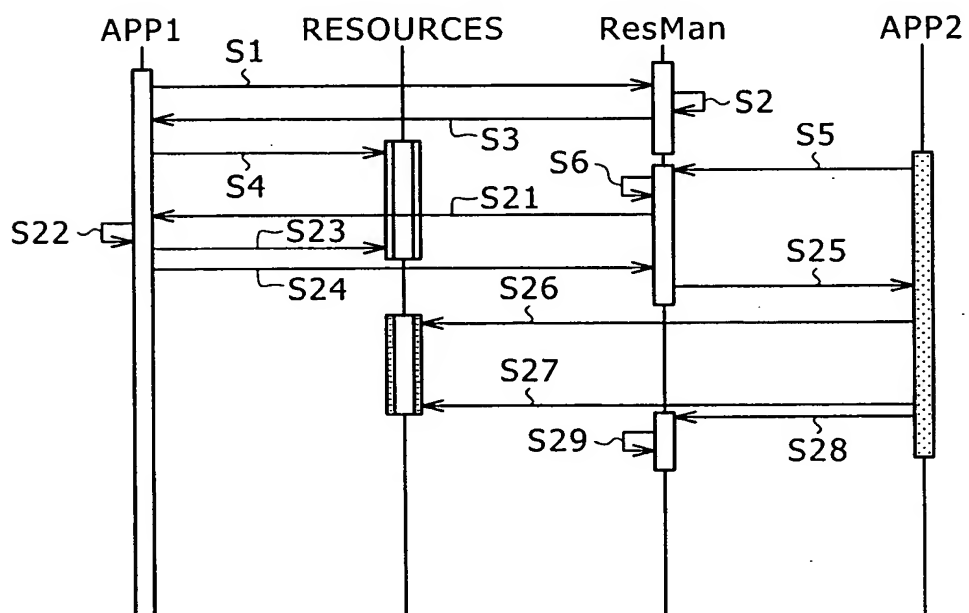 APP1 RESOURCES ResMan APP2
S1
S2
S3
S5
S4
S6
S21
S22
S23
S25
S24
S26
S27
S29
S28